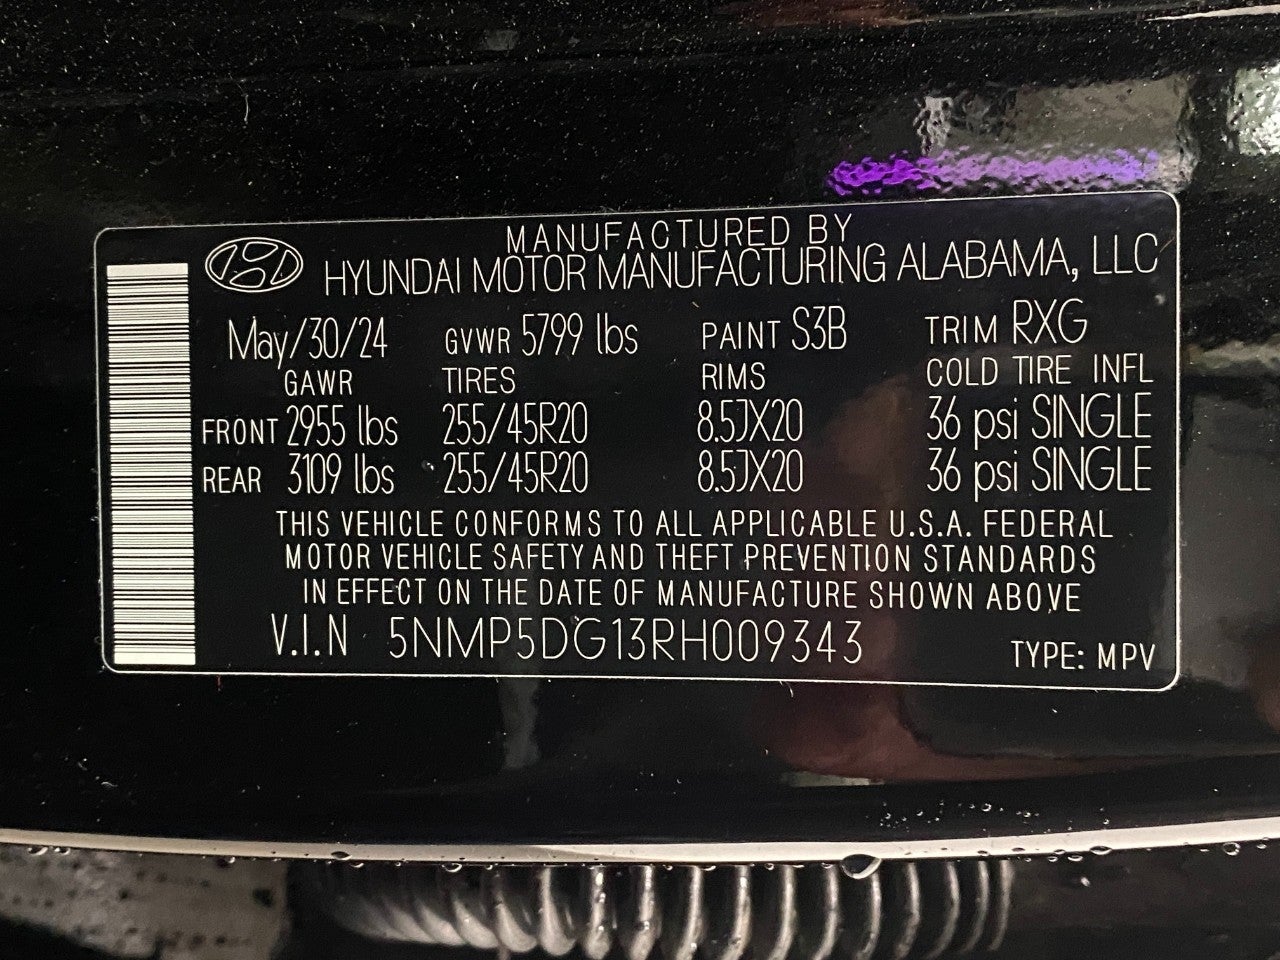 MANUFACTURED BY
HYUNDAI MOTOR MANUFACTURING ALABAMA, LLC
May/30/24 GVWR 5799 lbs PAINT S3B TRIM RXG
GAWR TIRES RIMS COLD TIRE INFL
FRONT 2955 lbs 255/45R20 8.5JX20 36 psi SINGLE
REAR 3109 lbs 255/45R20 8.5JX20 36 psi SINGLE
THIS VEHICLE CONFORMS TO ALL APPLICABLE U.S.A. FEDERAL
MOTOR VEHICLE SAFETY AND THEFT PREVENTION STANDARDS
IN EFFECT ON THE DATE OF MANUFACTURE SHOWN ABOVE
V.I.N 5NMP5DG13RH009343 TYPE: MPV